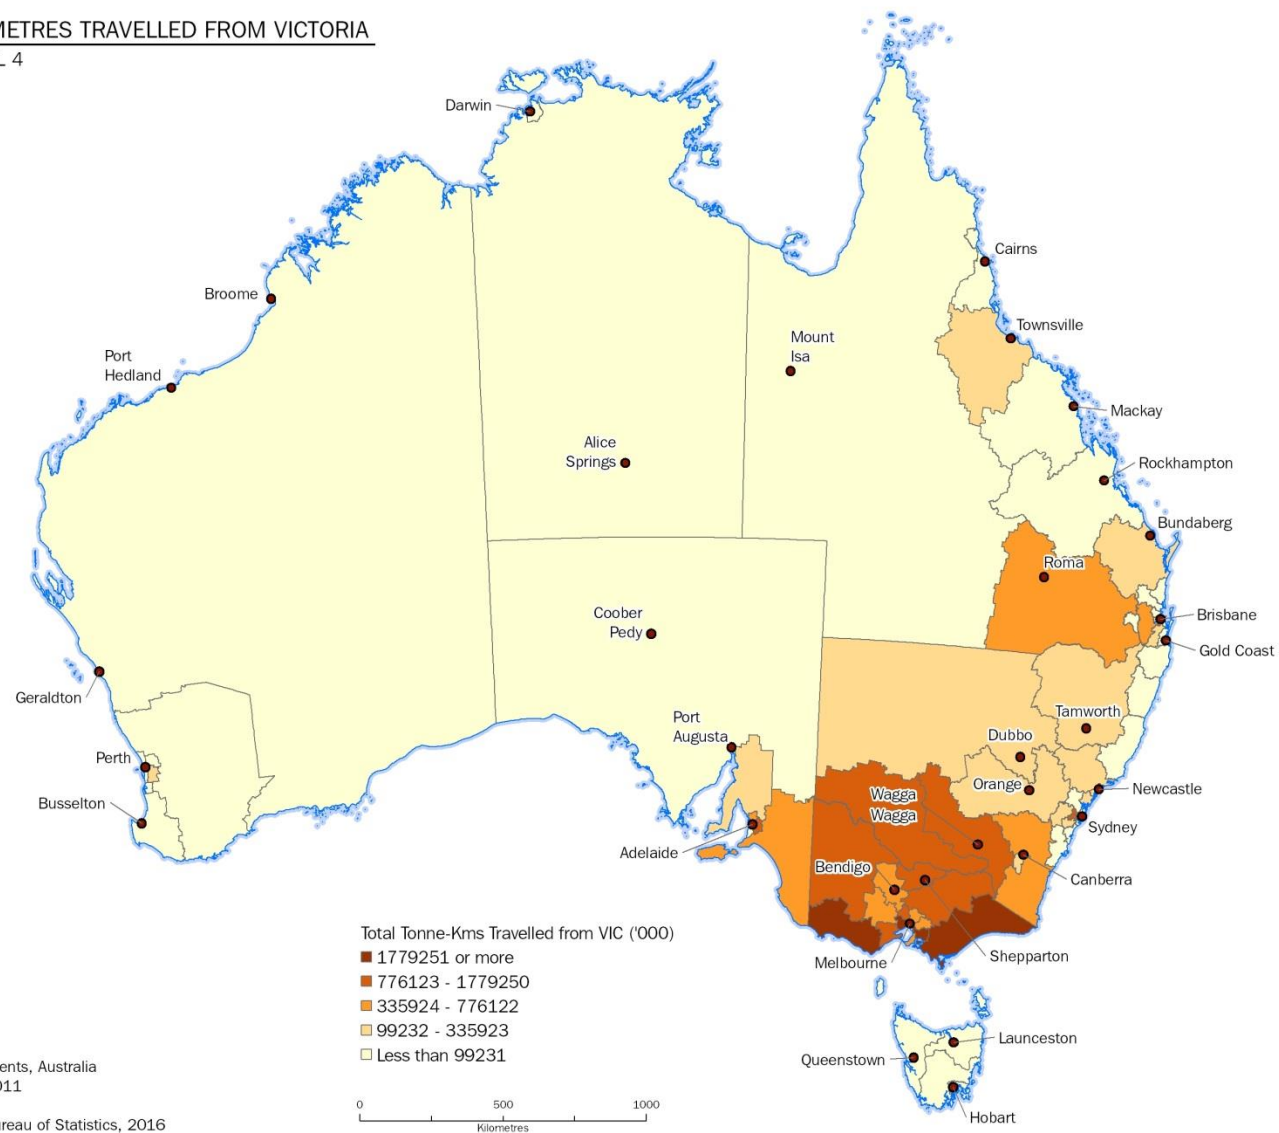 METRES TRAVELLED FROM VICTORIA
L 4
Darwin
Cairns
Broome
Townsville
Mount
Isa
Port
Hedland
Mackay
Alice
Springs
Rockhampton
Bundaberg
Roma
Coober
Pedy
Brisbane
Gold Coast
Geraldton
Tamworth
Port
Augusta
Dubbo
Perth
Orange
Newcastle
Wagga
Wagga
Busselton
Sydney
Adelaide
Bendigo
Canberra
Total Tonne-Kms Travelled from VIC ('000)
1779251 or more
776123 - 1779250
335924 - 776122
99232 - 335923
Less than 99231
Shepparton
Melbourne
Launceston
Queenstown
Hobart
ents, Australia
011
reau of Statistics, 2016
0 500 1000
Kilometres